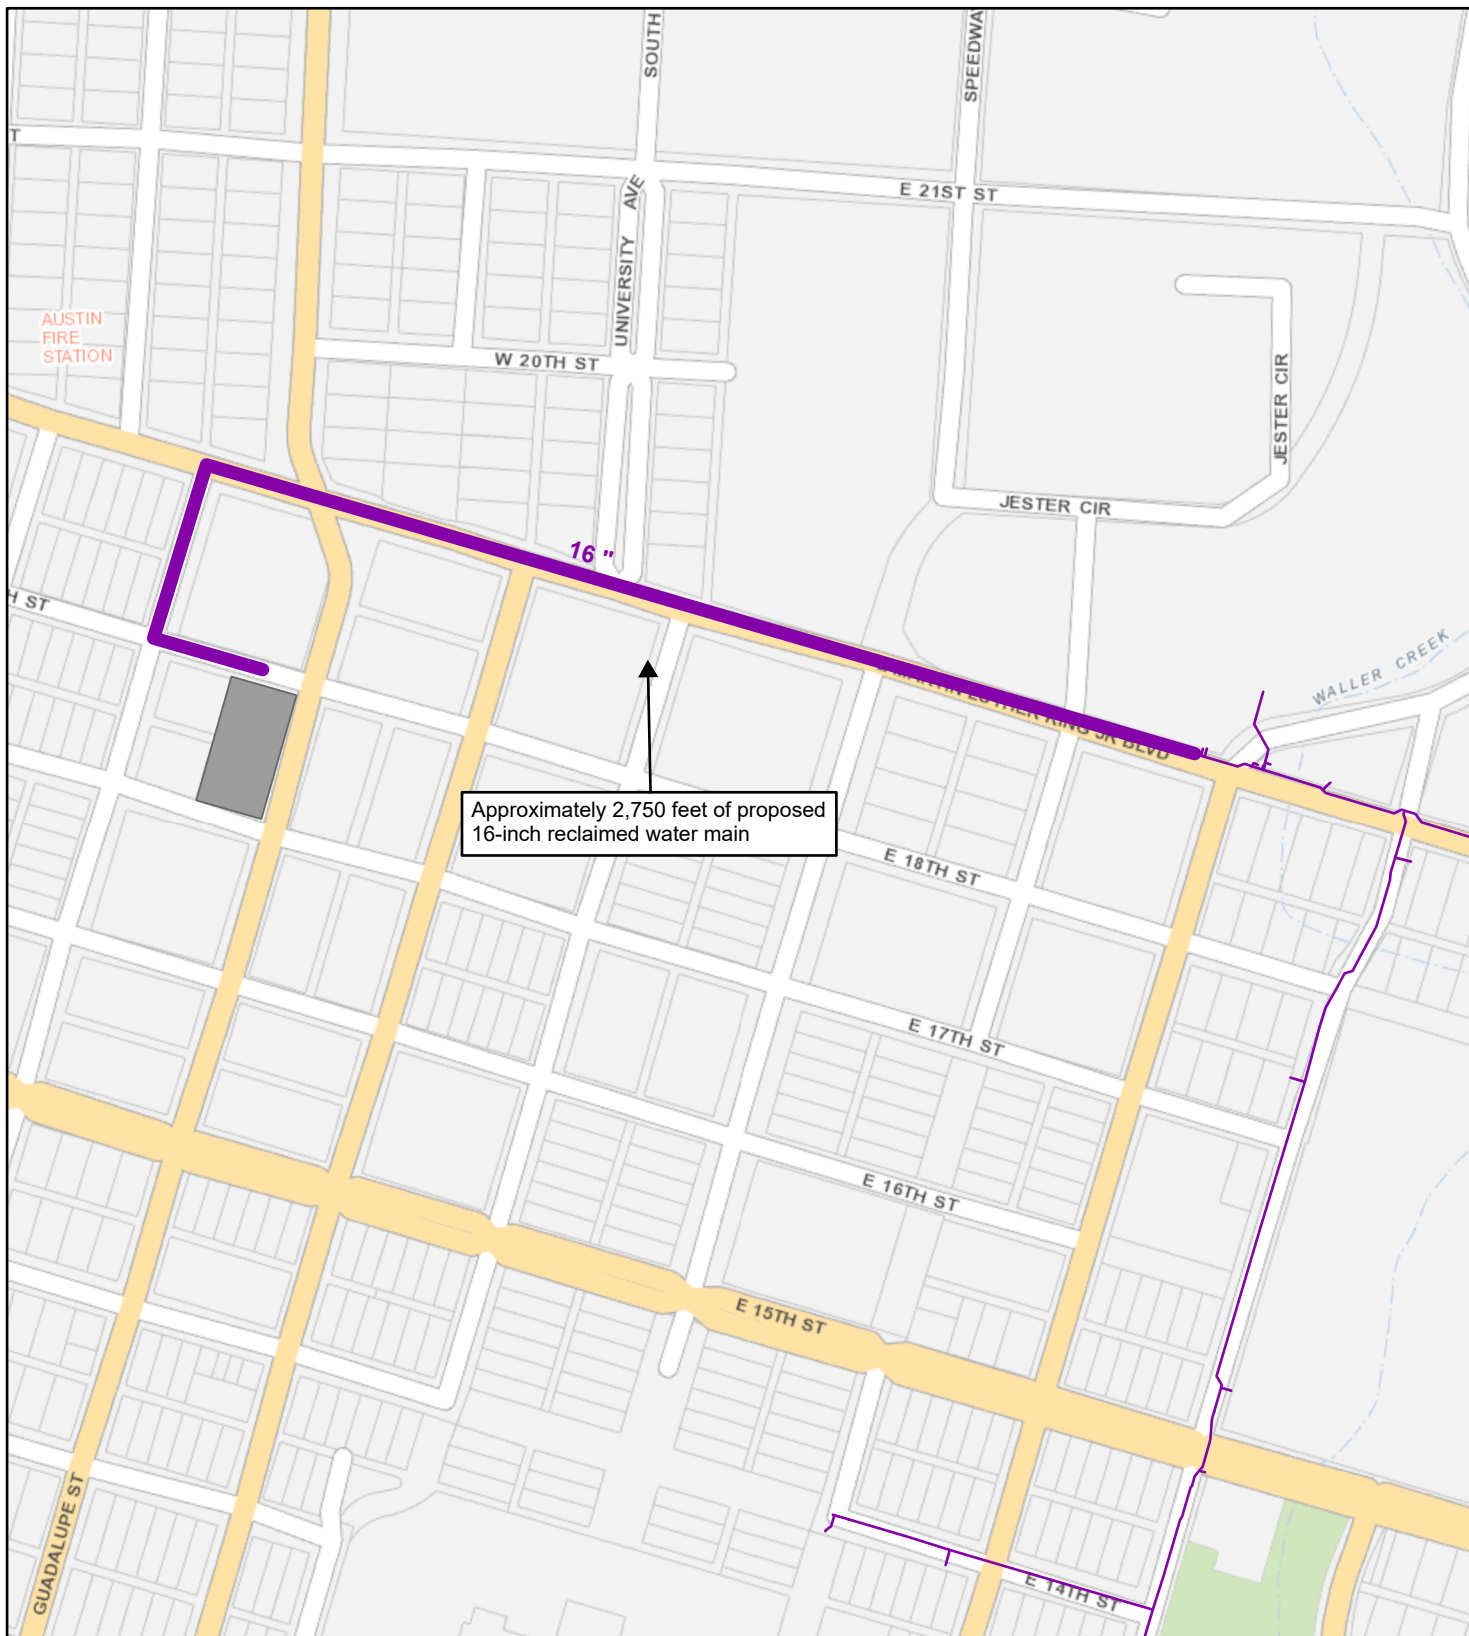 SOUTH
SPEEDWA
T
E 21ST ST
UNIVERSITY AVE
AUSTIN
FIRE
STATION
W 20TH ST
JESTER CIR
JESTER CIR
16 "
H ST
WALLER CREEK
MARTIN LUTHER KING JR BLVD
"
Approximately 2,750 feet of proposed
16-inch reclaimed water main
E 18TH ST
E 17TH ST
E 16TH ST
E 15TH ST
GUADALUPE ST
E 14TH ST